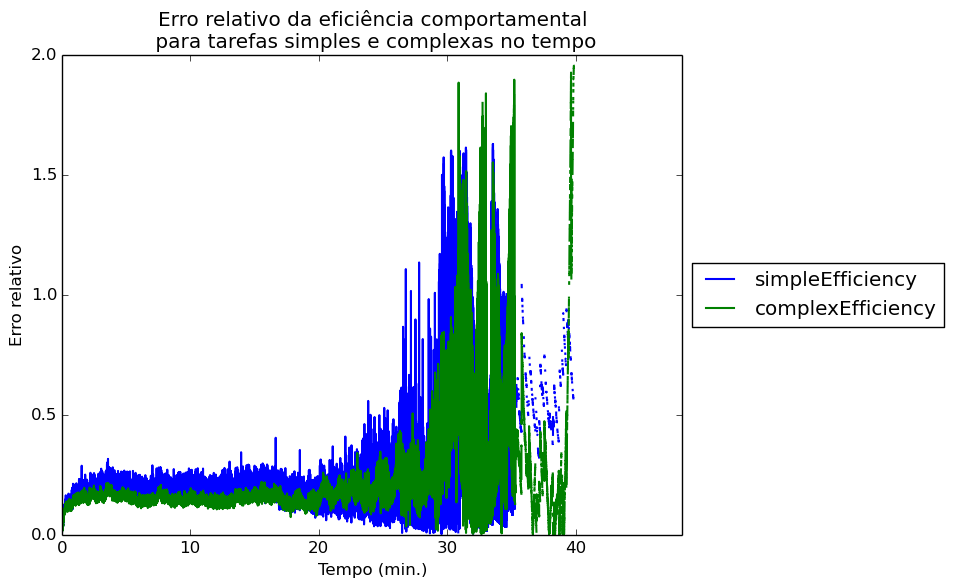 Erro relativo da eficiência comportamental
para tarefas simples e complexas no tempo
2.0
1.5
1.0
0.5
0.0
Erro relativo
0 10 20 30 40
Tempo (min.)
simpleEfficiency
complexEfficiency